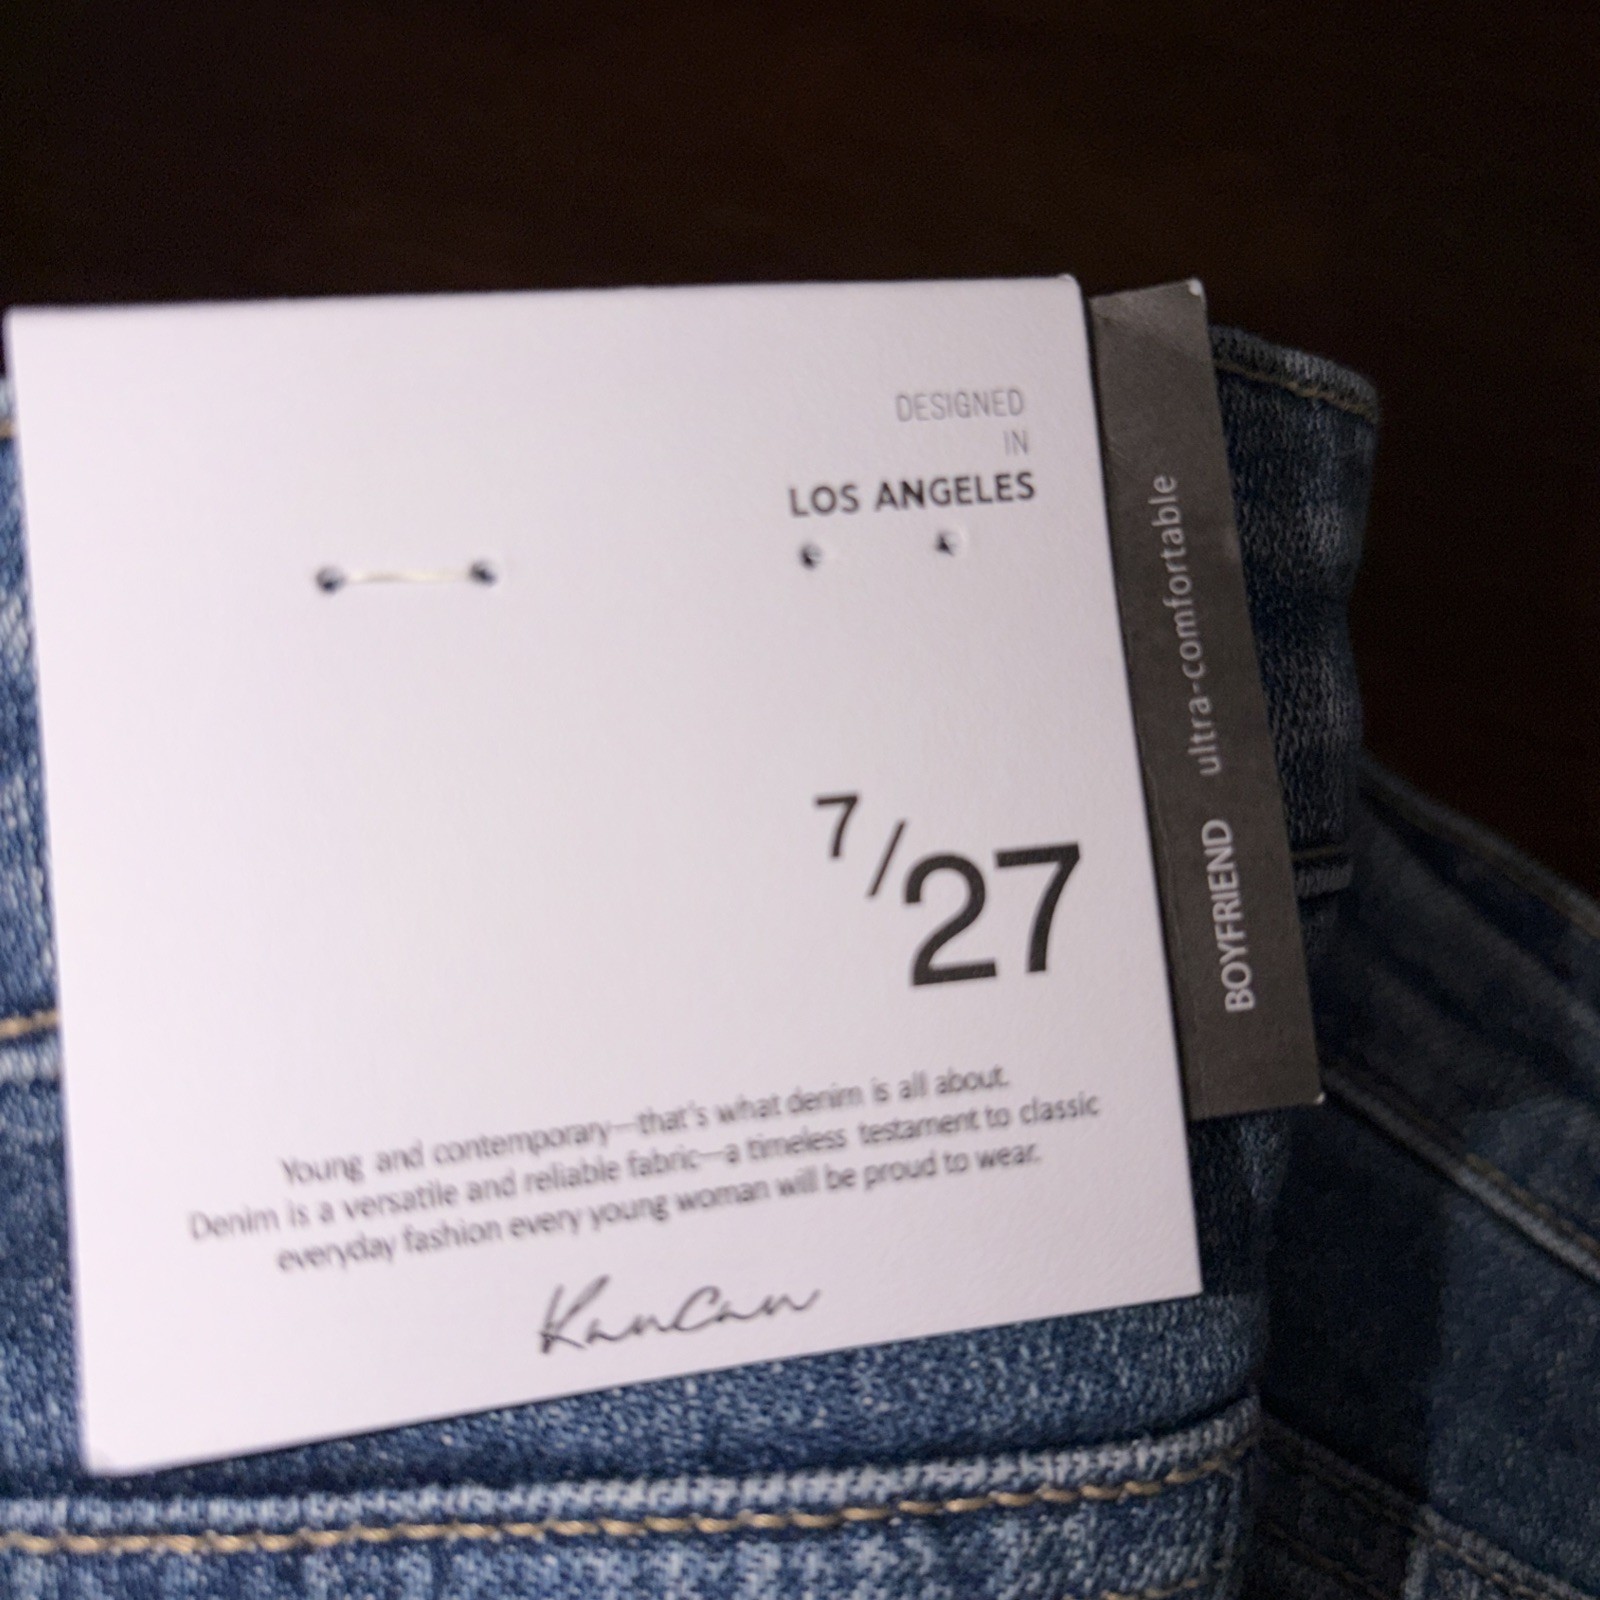 DESIGNED
IN
LOS ANGELES
7/27
Young and contemporary—that's what denim is all about.
Denim is a versatile and reliable fabric—a timeless testament to classic
everyday fashion every young woman will be proud to wear.
KanCan
BOYFRIEND ultra-comfortable